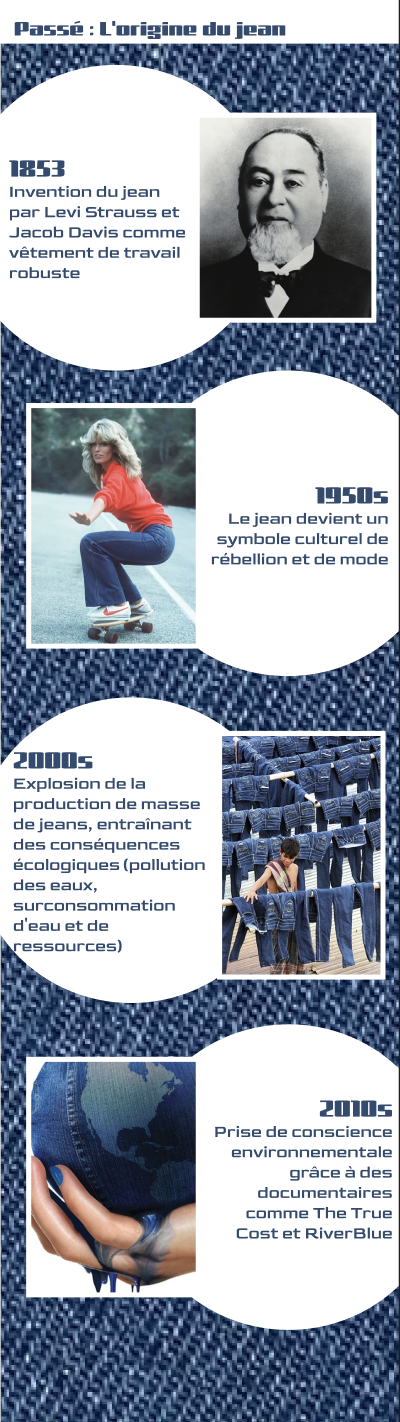 Passé : L'origine du jean
1853
Invention du jean
par Levi Strauss et
Jacob Davis comme
vêtement de travail
robuste
1950s
Le jean devient un
symbole culturel de
rébellion et de mode
2000s
Explosion de la
production de masse
de jeans, entraînant
des conséquences
écologiques (pollution
des eaux,
surconsommation
d'eau et de
ressources)
2010s
Prise de conscience
environnementale
grâce à des
documentaires
comme The True
Cost et RiverBlue